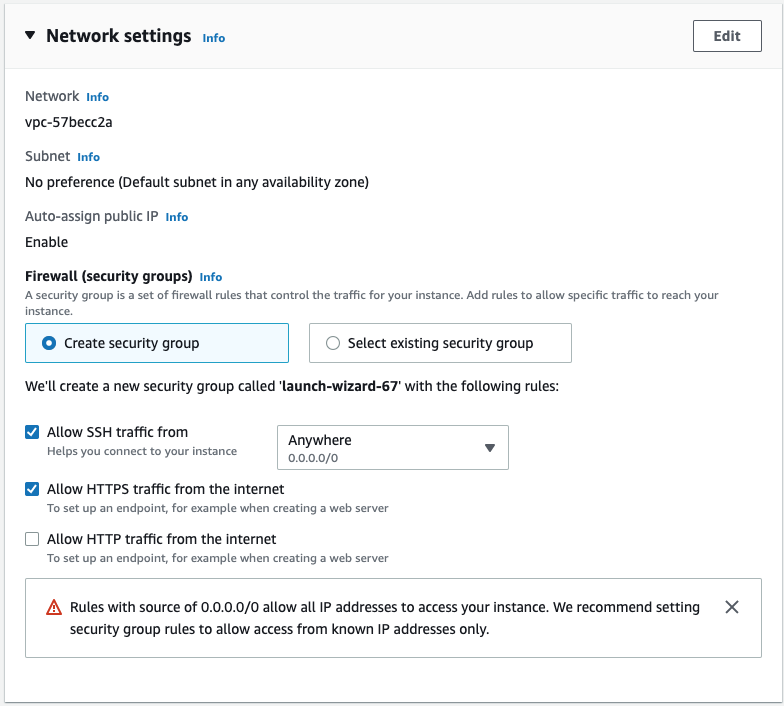 Network settings Info
Edit
Network Info
vpc-57becc2a
Subnet Info
No preference (Default subnet in any availability zone)
Auto-assign public IP Info
Enable
Firewall (security groups) Info
A security group is a set of firewall rules that control the traffic for your instance. Add rules to allow specific traffic to reach your
instance.
Create security group
Select existing security group
We'll create a new security group called 'launch-wizard-67' with the following rules:
Allow SSH traffic from
Helps you connect to your instance
Anywhere
0.0.0.0/0
Allow HTTPS traffic from the internet
To set up an endpoint, for example when creating a web server
Allow HTTP traffic from the internet
To set up an endpoint, for example when creating a web server
Rules with source of 0.0.0.0/0 allow all IP addresses to access your instance. We recommend setting
security group rules to allow access from known IP addresses only.